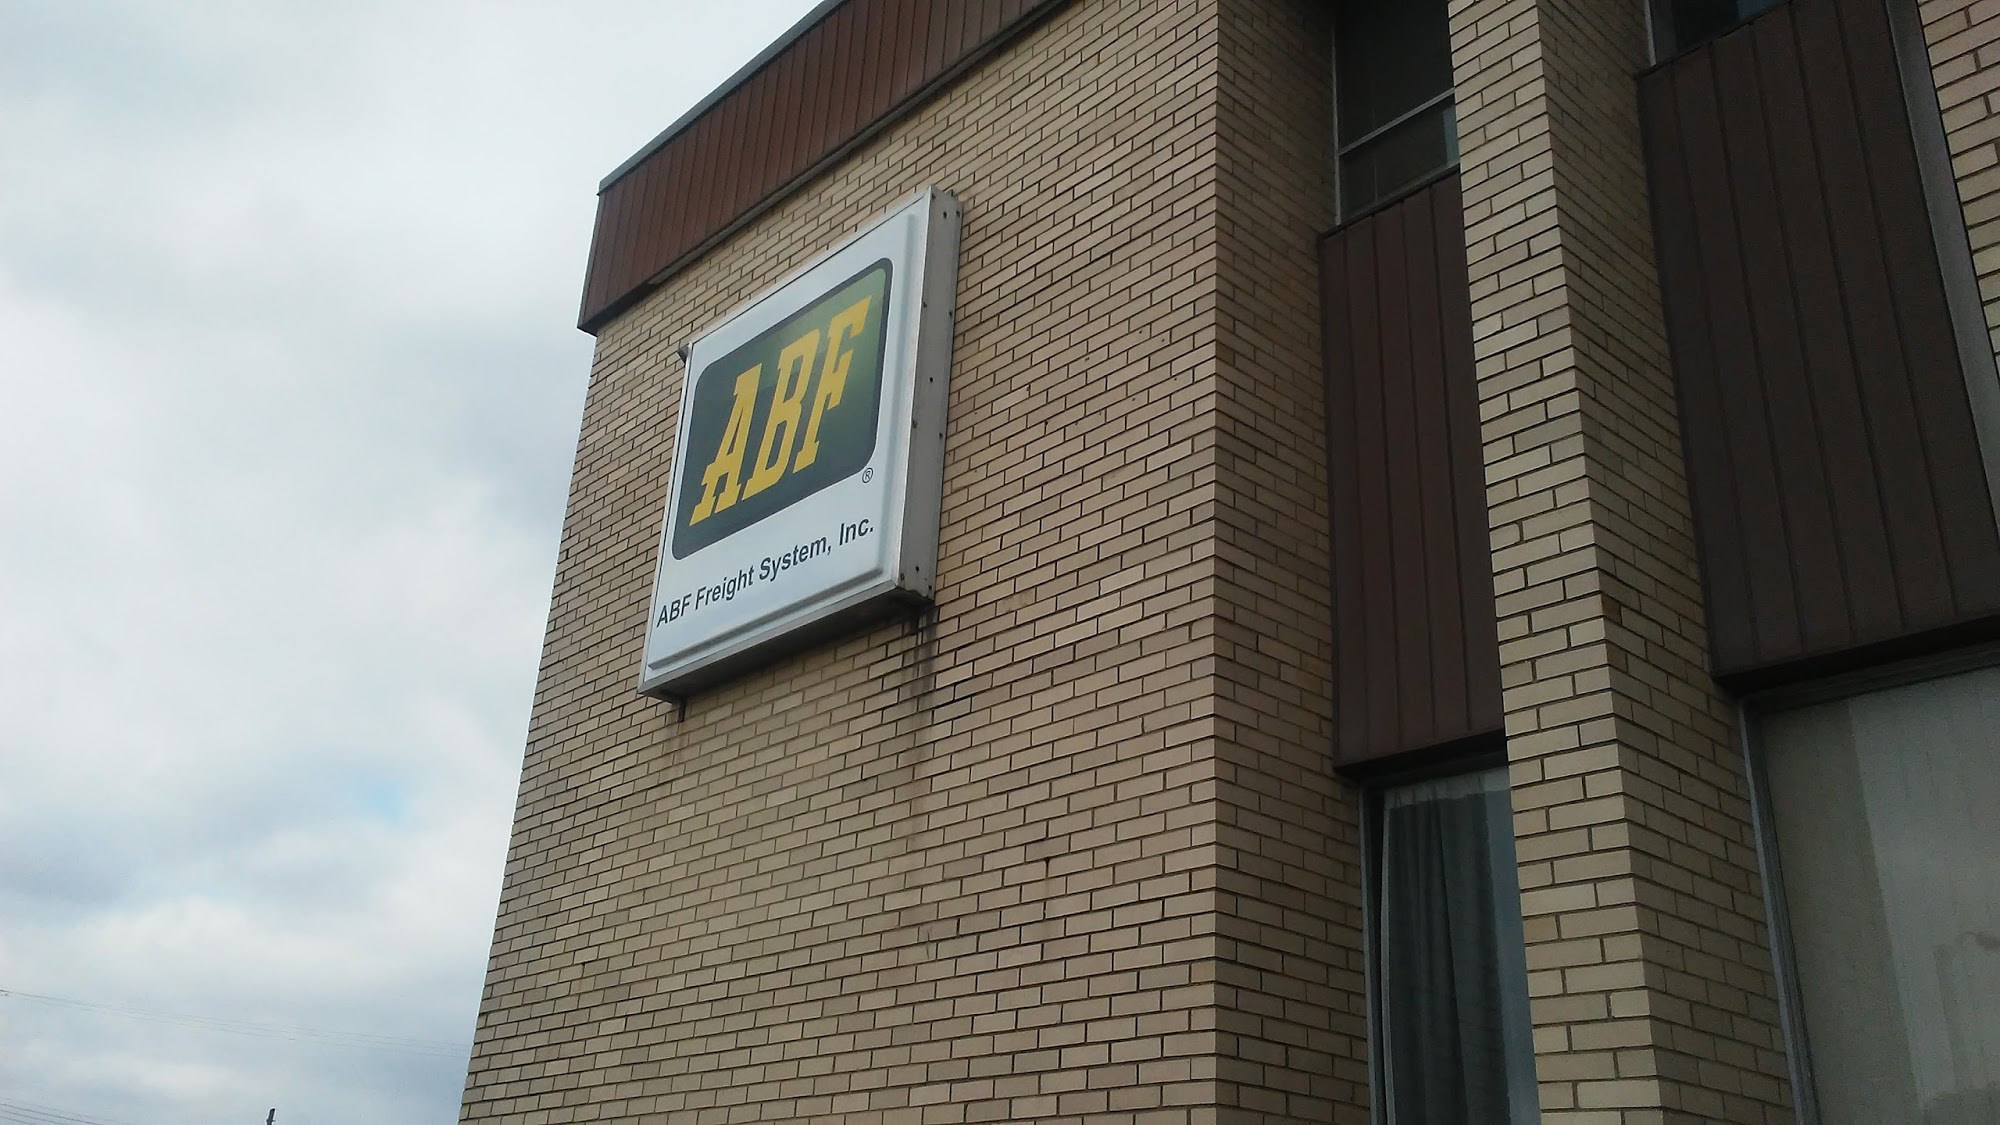 ABF
®
ABF Freight System, Inc.